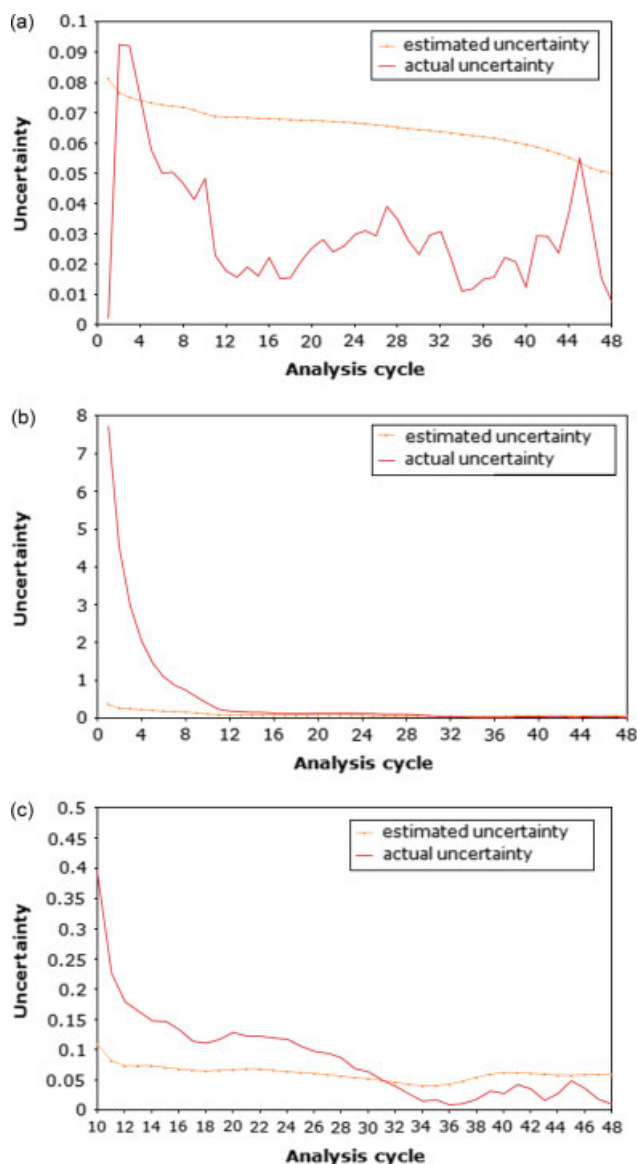 (a)
0.1
0.09
0.08
0.07
0.06
0.05
0.04
0.03
0.02
0.01
0
Uncertainty
estimated uncertainty
actual uncertainty
0 4 8 12 16 20 24 28 32 36 40 44 48
Analysis cycle
(b)
8
7
6
5
4
3
2
1
0
Uncertainty
estimated uncertainty
actual uncertainty
0 4 8 12 16 20 24 28 32 36 40 44 48
Analysis cycle
(c)
0.5
0.45
0.4
0.35
0.3
0.25
0.2
0.15
0.1
0.05
0
Uncertainty
estimated uncertainty
actual uncertainty
10 12 14 16 18 20 22 24 26 28 30 32 34 36 38 40 42 44 46 48
Analysis cycle